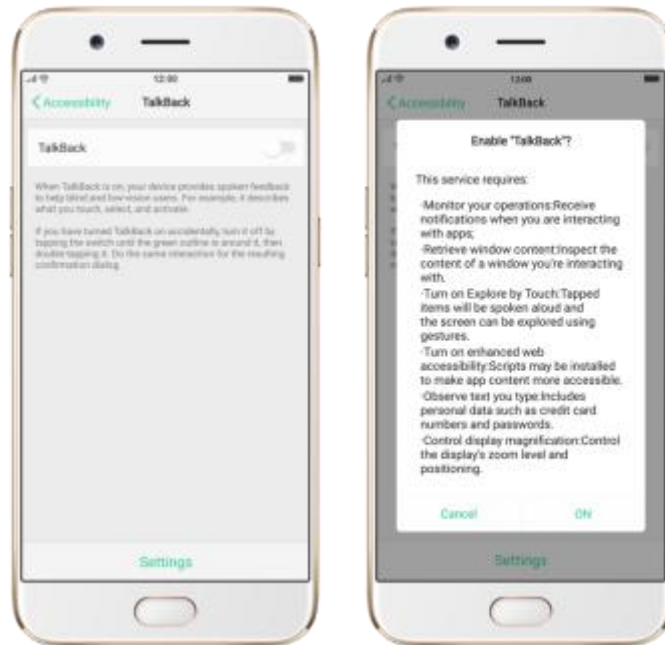 12:00
Accessibility TalkBack
TalkBack
When TalkBack is on, your device provides spoken feedback
to help blind and low-vision users. For example, it describes
what you touch, select, and activate.
If you have turned TalkBack on accidentally, turn it off by
tapping the switch until the green outline is around it, then
double-tapping it. Do the same interaction for the resulting
confirmation dialog.
Settings
12:00
Accessibility TalkBack
Enable "TalkBack"?
This service requires:
·Monitor your operations:Receive
notifications when you are interacting
with apps;
·Retrieve window content:Inspect the
content of a window you're interacting
with.
·Turn on Explore by Touch:Tapped
items will be spoken aloud and
the screen can be explored using
gestures.
·Turn on enhanced web
accessibility:Scripts may be installed
to make app content more accessible.
·Observe text you type:Includes
personal data such as credit card
numbers and passwords.
·Control display magnification:Control
the display's zoom level and
positioning.
Cancel ON
Settings